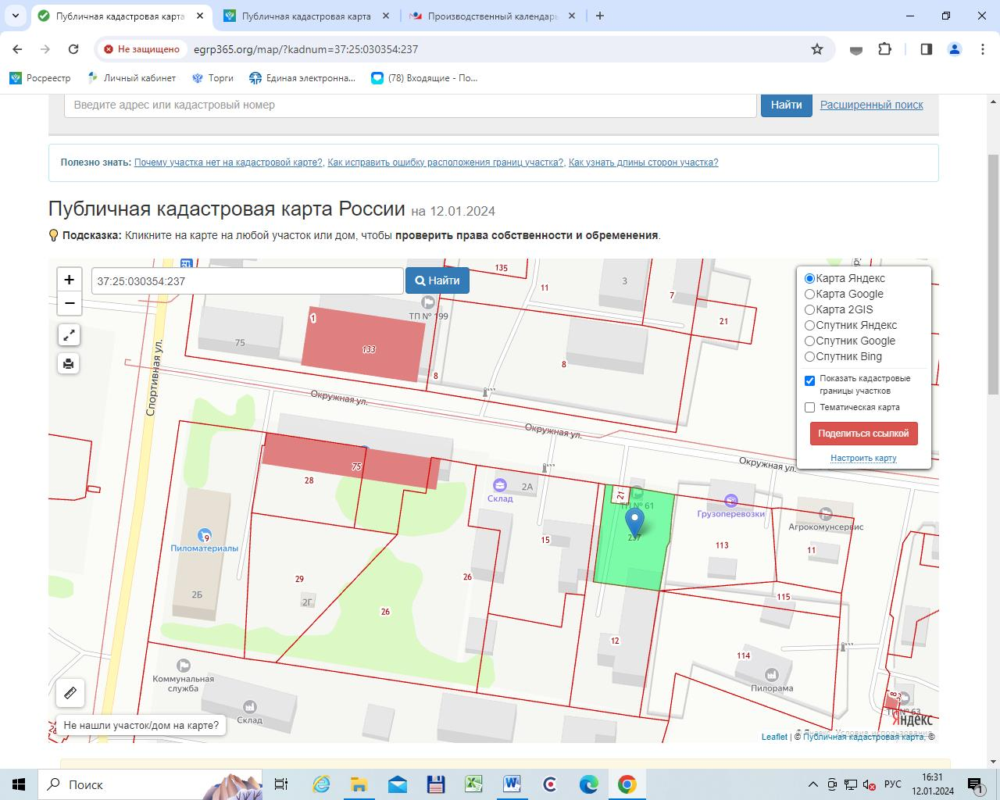 Публичная кадастровая карта
Публичная кадастровая карта
Производственный календарь
Не защищено
egrp365.org/map/?kadnum=37:25:030354:237
Росреестр
Личный кабинет
Торги
Единая электронна...
(78) Входящие - По...
Введите адрес или кадастровый номер
Найти
Расширенный поиск
Полезно знать: Почему участка нет на кадастровой карте?, Как исправить ошибку расположения границ участка?, Как узнать длины сторон участка?
Публичная кадастровая карта России на 12.01.2024
Подсказка: Кликните на карте на любой участок или дом, чтобы проверить права собственности и обременения.
+
−
37:25:030354:237
Найти
Карта Яндекс
Карта Google
Карта 2GIS
Спутник Яндекс
Спутник Google
Спутник Bing
Показать кадастровые
границы участков
Тематическая карта
Поделиться ссылкой
Настроить карту
135
11
3
7
21
ТП № 199
1
75
133
8
8
Спортивная ул.
Окружная ул.
Окружная ул.
Окружная ул.
75
28
Склад
2А
21
ТП № 61
237
Грузоперевозки
Агрокомунсервис
9
Пиломатериалы
15
113
11
29
26
2Б
2Г
26
115
12
114
Пилорама
Коммунальная
служба
Склад
ТП № 63
Яндекс
Не нашли участок/дом на карте?
Leaflet | © Публичная кадастровая карта, ©
Поиск
РУС
16:31
12.01.2024
1